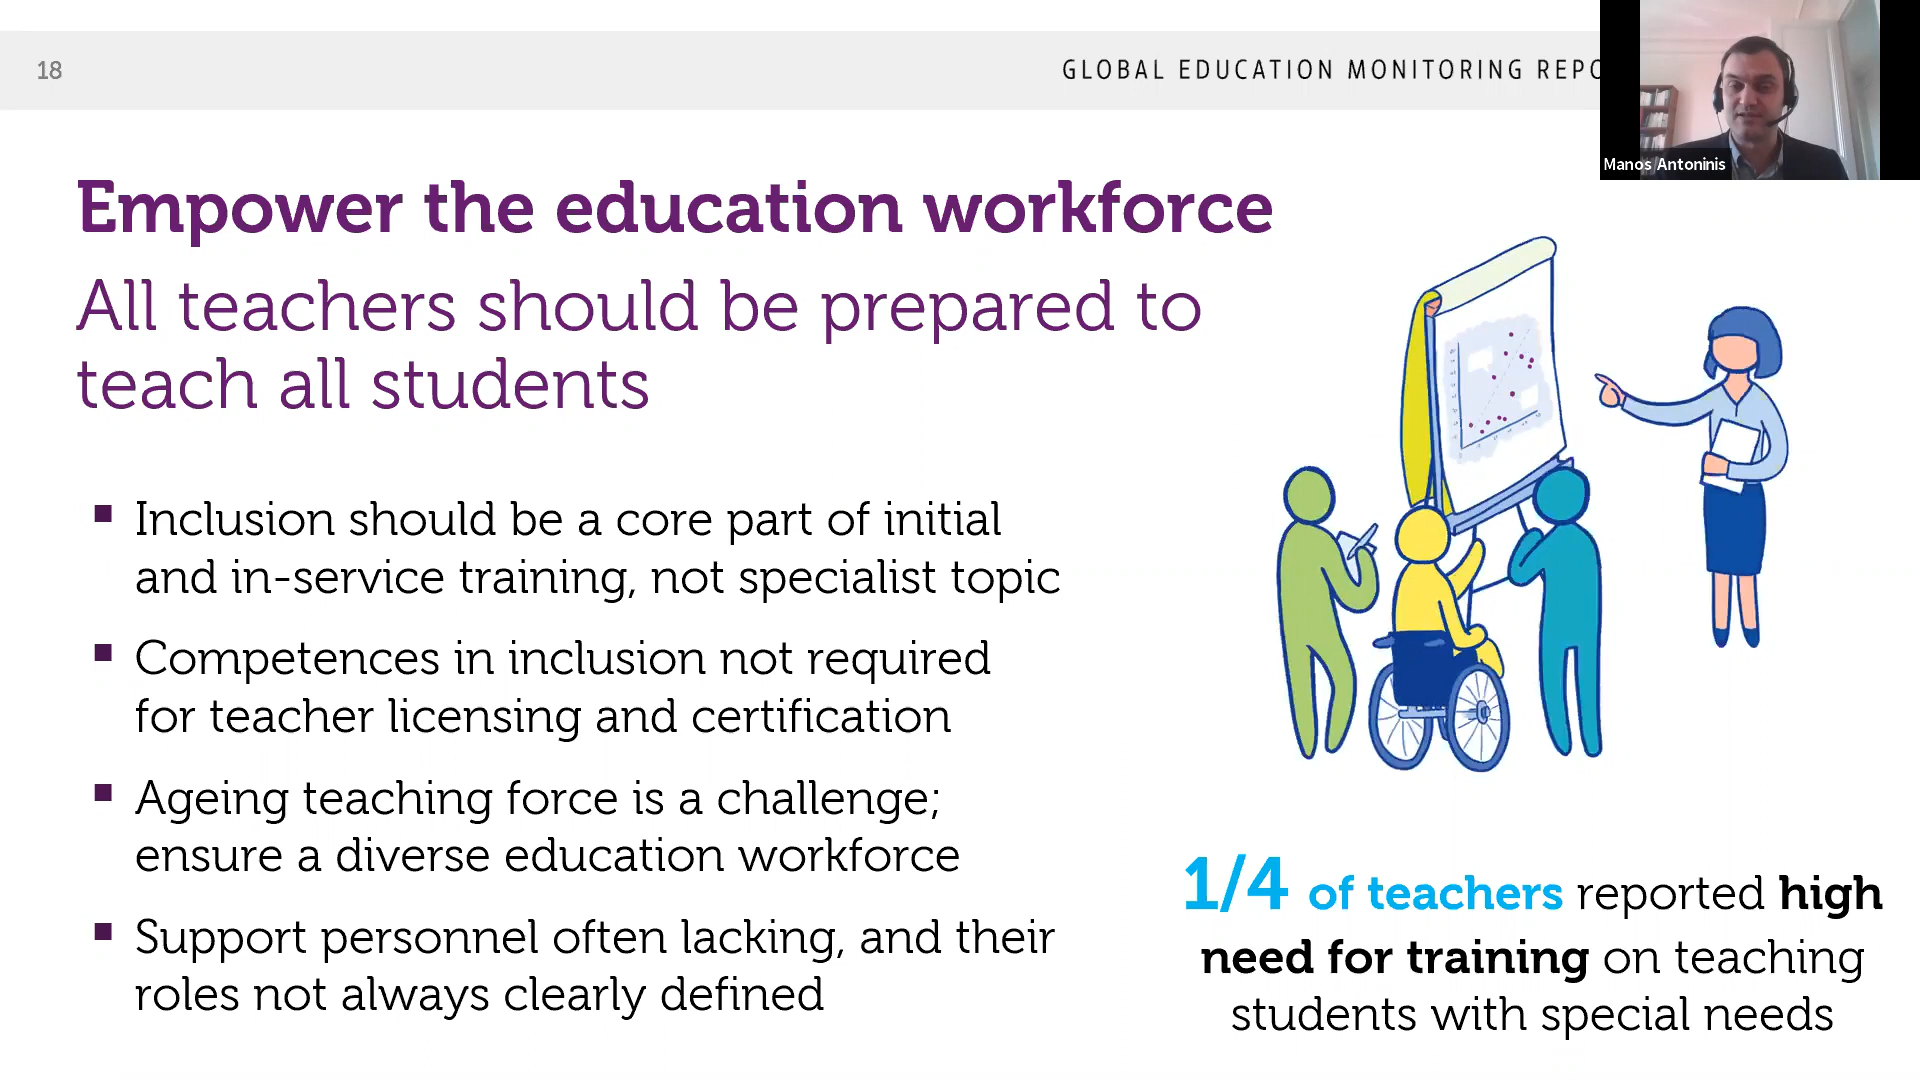 18
GLOBAL EDUCATION MONITORING REPO
Manos Antoninis
Empower the education workforce
All teachers should be prepared to
teach all students
Inclusion should be a core part of initial
and in-service training, not specialist topic
Competences in inclusion not required
for teacher licensing and certification
Ageing teaching force is a challenge;
ensure a diverse education workforce
Support personnel often lacking, and their
roles not always clearly defined
1/4 of teachers reported high
need for training on teaching
students with special needs